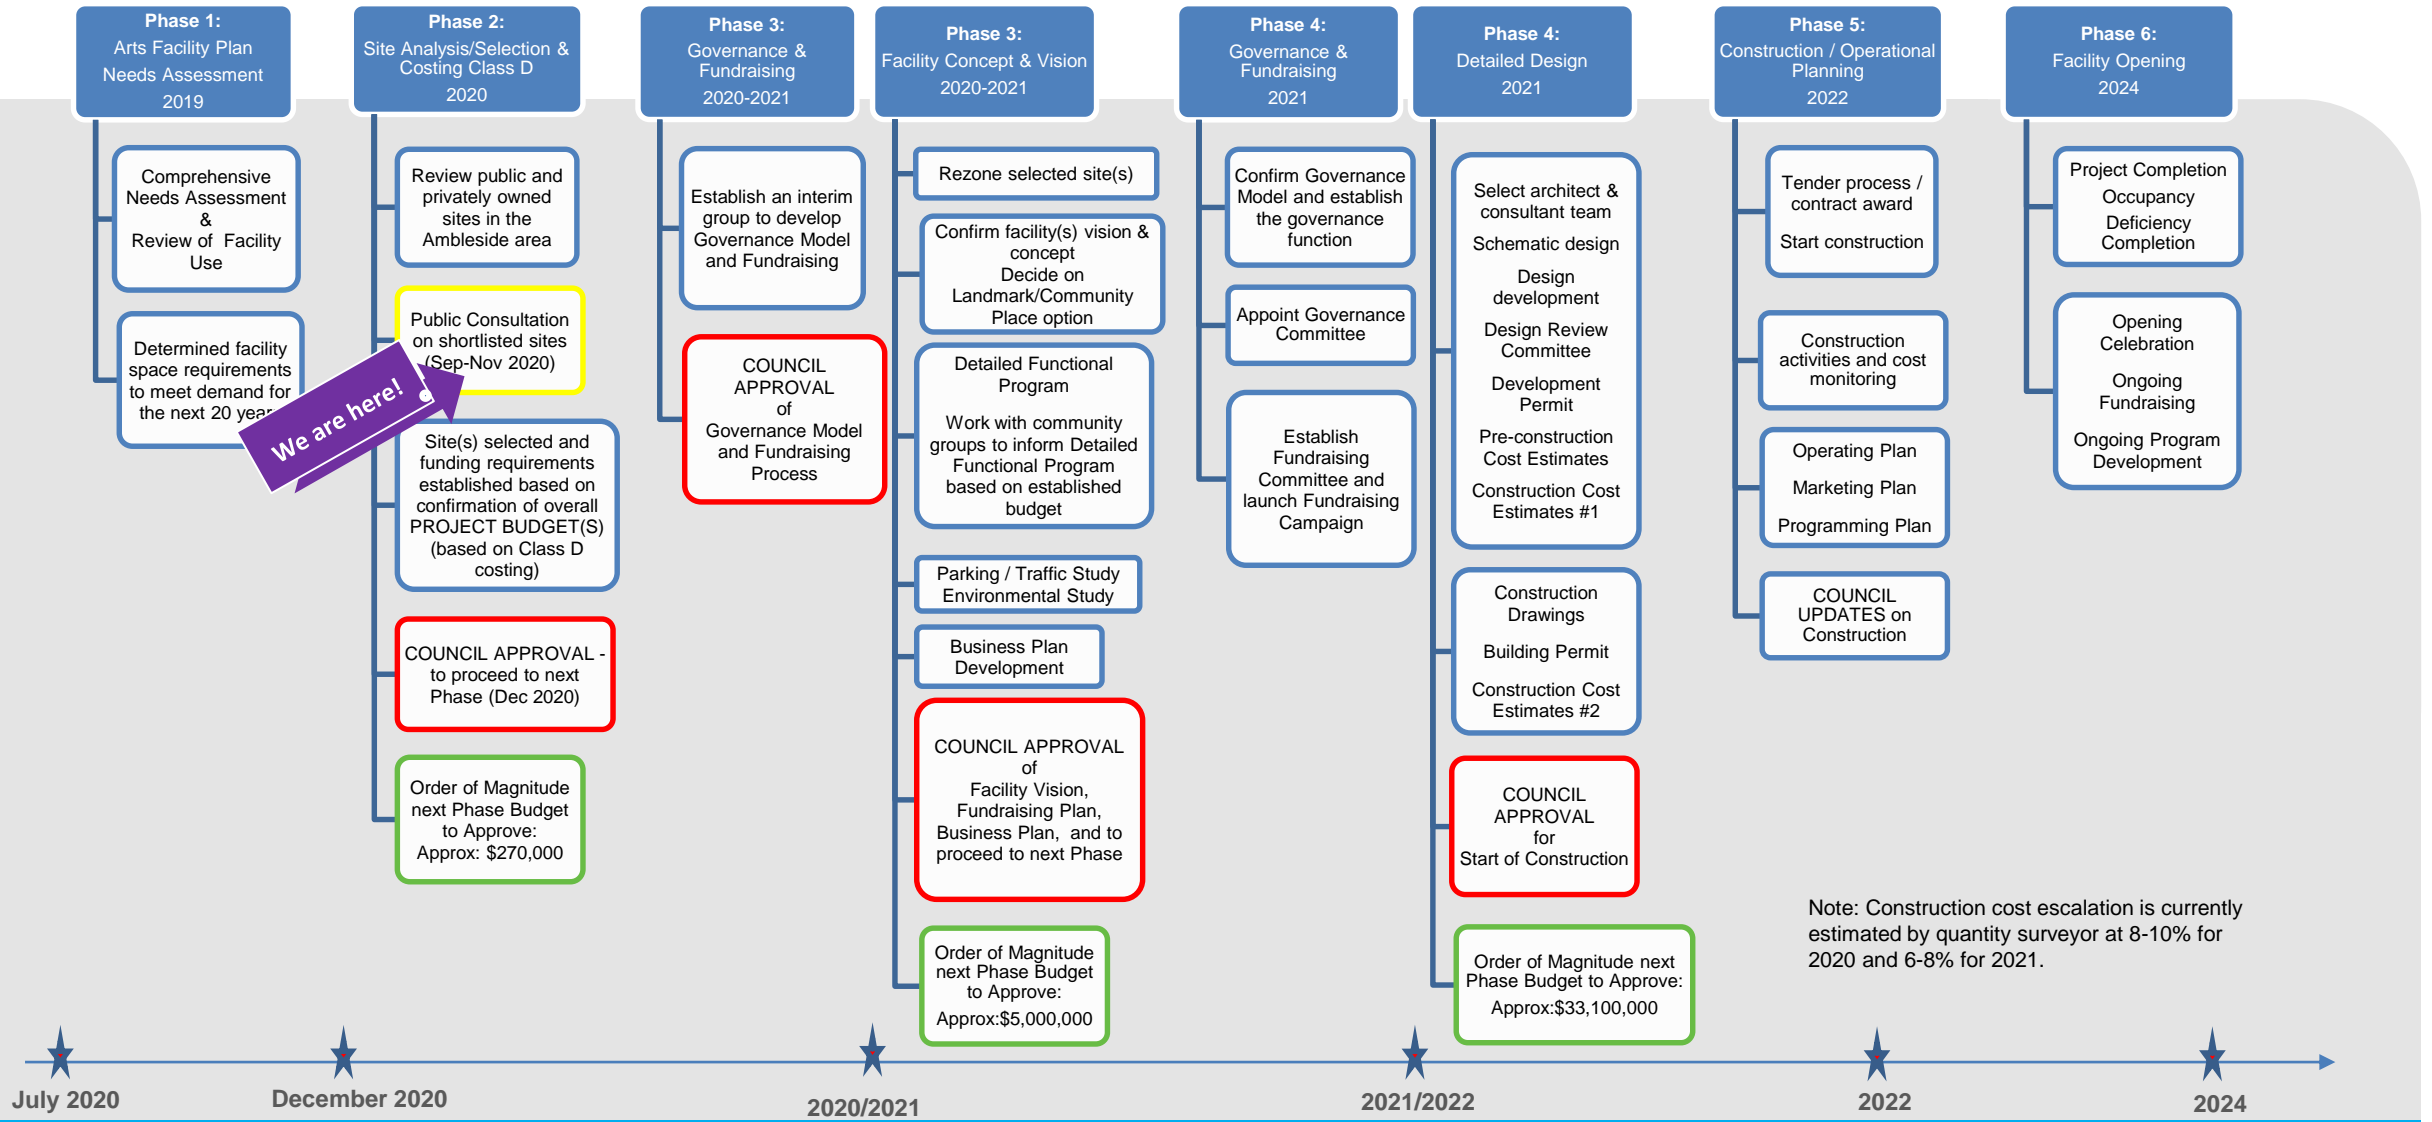 Phase 1:
Arts Facility Plan
Needs Assessment
2019
Comprehensive
Needs Assessment
&
Review of Facility
Use
Determined facility
space requirements
to meet demand for
the next 20 year
We are here!
Phase 2:
Site Analysis/Selection &
Costing Class D
2020
Review public and
privately owned
sites in the
Ambleside area
Public Consultation
on shortlisted sites
(Sep-Nov 2020)
Site(s) selected and
funding requirements
established based on
confirmation of overall
PROJECT BUDGET(S)
(based on Class D
costing)
COUNCIL APPROVAL -
to proceed to next
Phase (Dec 2020)
Order of Magnitude
next Phase Budget
to Approve:
Approx: $270,000
Phase 3:
Governance &
Fundraising
2020-2021
Establish an interim
group to develop
Governance Model
and Fundraising
COUNCIL
APPROVAL
of
Governance Model
and Fundraising
Process
Phase 3:
Facility Concept & Vision
2020-2021
Rezone selected site(s)
Confirm facility(s) vision &
concept
Decide on
Landmark/Community
Place option
Detailed Functional
Program
Work with community
groups to inform Detailed
Functional Program
based on established
budget
Parking / Traffic Study
Environmental Study
Business Plan
Development
COUNCIL APPROVAL
of
Facility Vision,
Fundraising Plan,
Business Plan, and to
proceed to next Phase
Order of Magnitude
next Phase Budget
to Approve:
Approx:$5,000,000
Phase 4:
Governance &
Fundraising
2021
Confirm Governance
Model and establish
the governance
function
Appoint Governance
Committee
Establish
Fundraising
Committee and
launch Fundraising
Campaign
Phase 4:
Detailed Design
2021
Select architect &
consultant team
Schematic design
Design
development
Design Review
Committee
Development
Permit
Pre-construction
Cost Estimates
Construction Cost
Estimates #1
Construction
Drawings
Building Permit
Construction Cost
Estimates #2
COUNCIL
APPROVAL
for
Start of Construction
Order of Magnitude next
Phase Budget to Approve:
Approx:$33,100,000
Phase 5:
Construction / Operational
Planning
2022
Tender process /
contract award
Start construction
Construction
activities and cost
monitoring
Operating Plan
Marketing Plan
Programming Plan
COUNCIL
UPDATES on
Construction
Phase 6:
Facility Opening
2024
Project Completion
Occupancy
Deficiency
Completion
Opening
Celebration
Ongoing
Fundraising
Ongoing Program
Development
Note: Construction cost escalation is currently
estimated by quantity surveyor at 8-10% for
2020 and 6-8% for 2021.
July 2020
December 2020
2020/2021
2021/2022
2022
2024